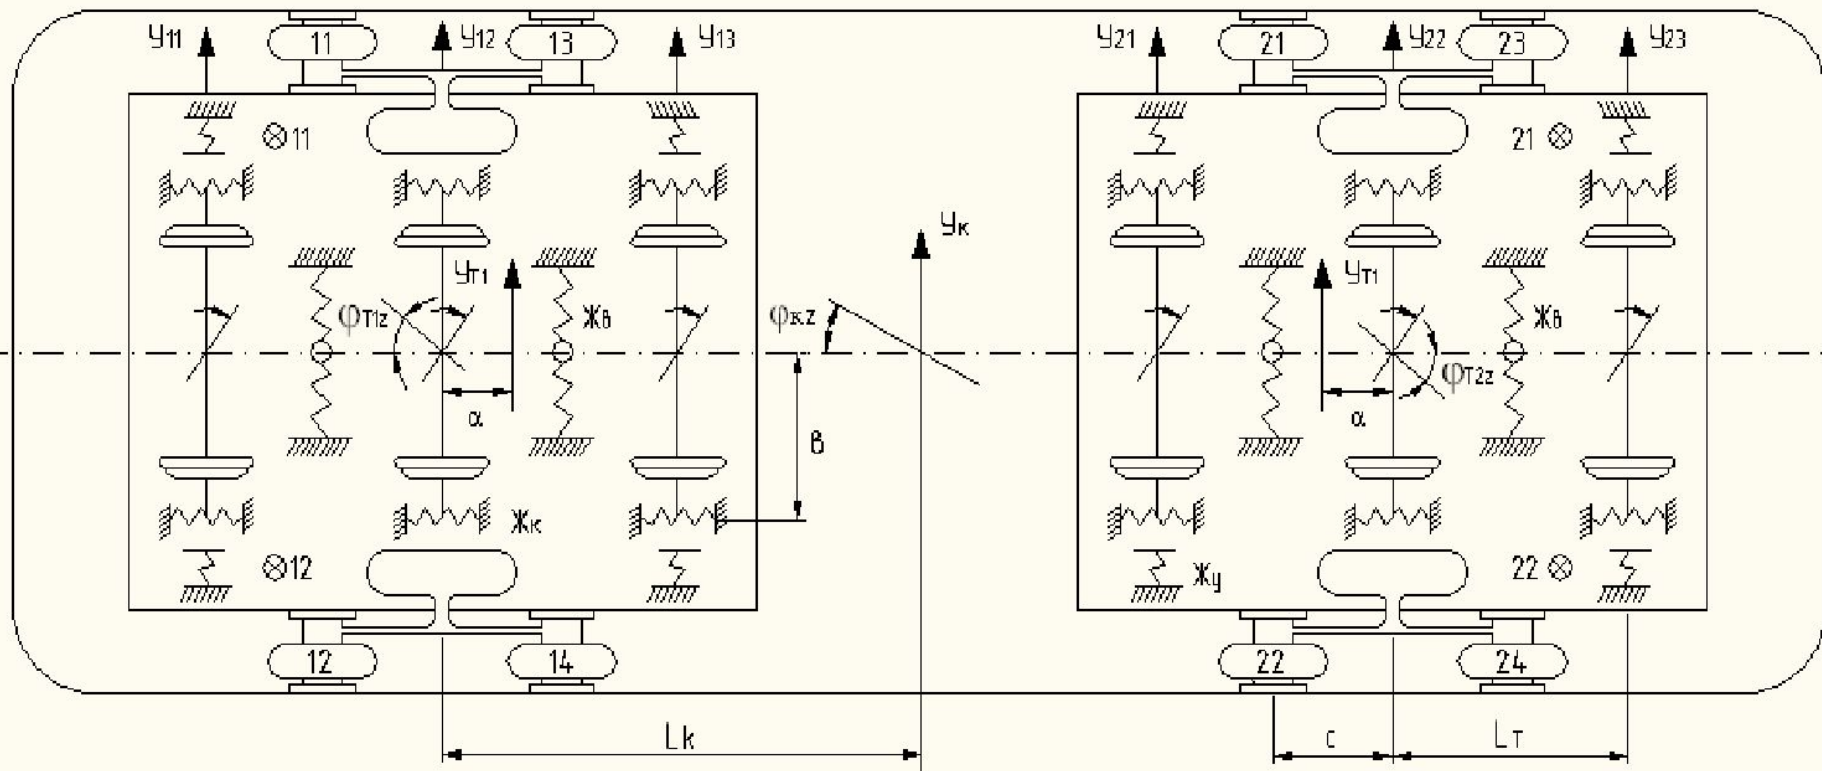 У11 11 У12 13 У13 У21 21 У22 23 У23
⊗11 21⊗
Ук
УТ1 УТ1
φТ1z Жв φк.z Жв
φТ2z
α α
в
Жк
⊗12 Жу 22⊗
12 14 22 24
Lк c LТ